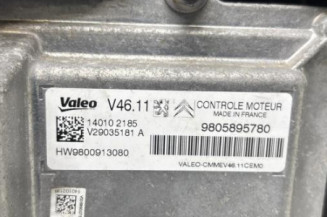 Valeo V46.11 CONTROLE MOTEUR
MADE IN FRANCE
14010 2185
V29035181 A
9805895780
HW9800913080
VALEO-CMMEV46.11CEM0